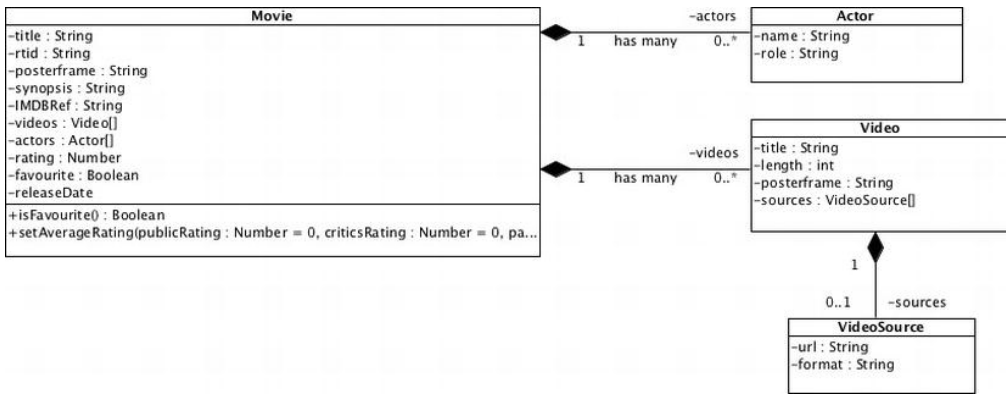 Movie
-title : String
-rtid : String
-posterframe : String
-synopsis : String
-IMDBRef : String
-videos : Video[]
-actors : Actor[]
-rating : Number
-favourite : Boolean
-releaseDate
+isFavourite() : Boolean
+setAverageRating(publicRating : Number = 0, criticsRating : Number = 0, pa...
-actors
1 has many 0..*
Actor
-name : String
-role : String
-videos
1 has many 0..*
Video
-title : String
-length : int
-posterframe : String
-sources : VideoSource[]
1
0..1 -sources
VideoSource
-url : String
-format : String